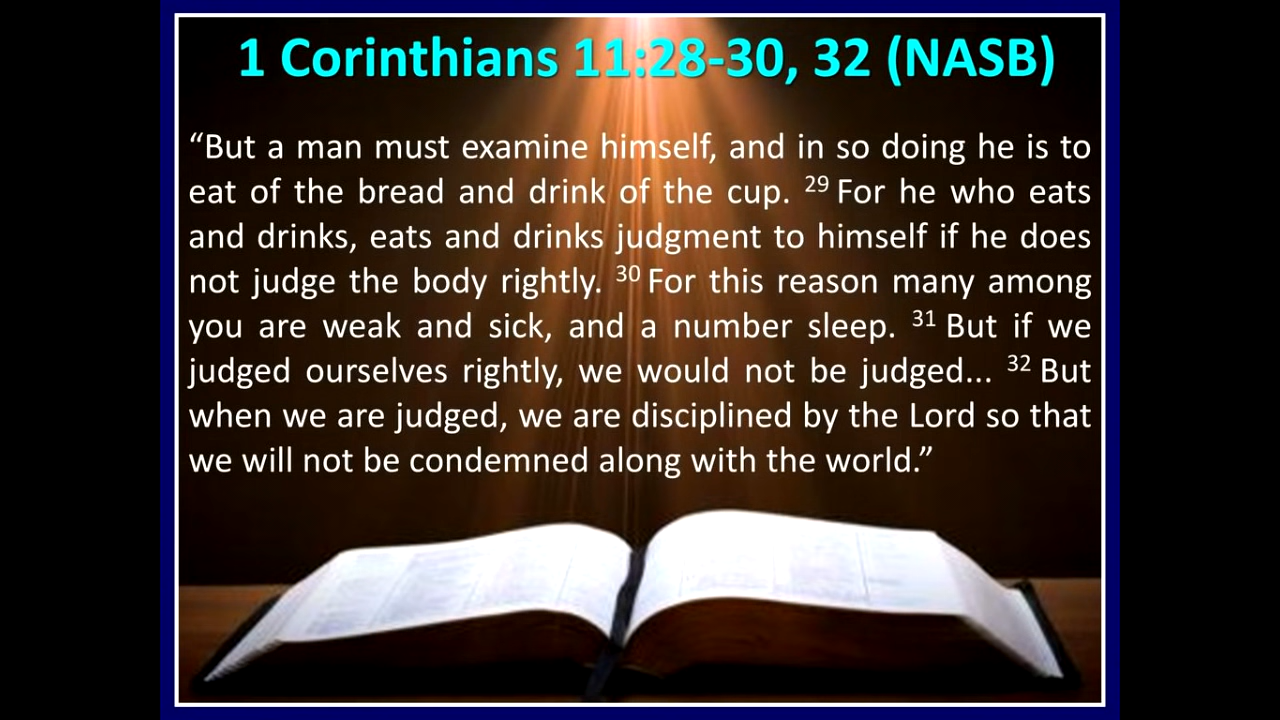 1 Corinthians 11:28-30, 32 (NASB)
“But a man must examine himself, and in so doing he is to
eat of the bread and drink of the cup. 29 For he who eats
and drinks, eats and drinks judgment to himself if he does
not judge the body rightly. 30 For this reason many among
you are weak and sick, and a number sleep. 31 But if we
judged ourselves rightly, we would not be judged... 32 But
when we are judged, we are disciplined by the Lord so that
we will not be condemned along with the world.”